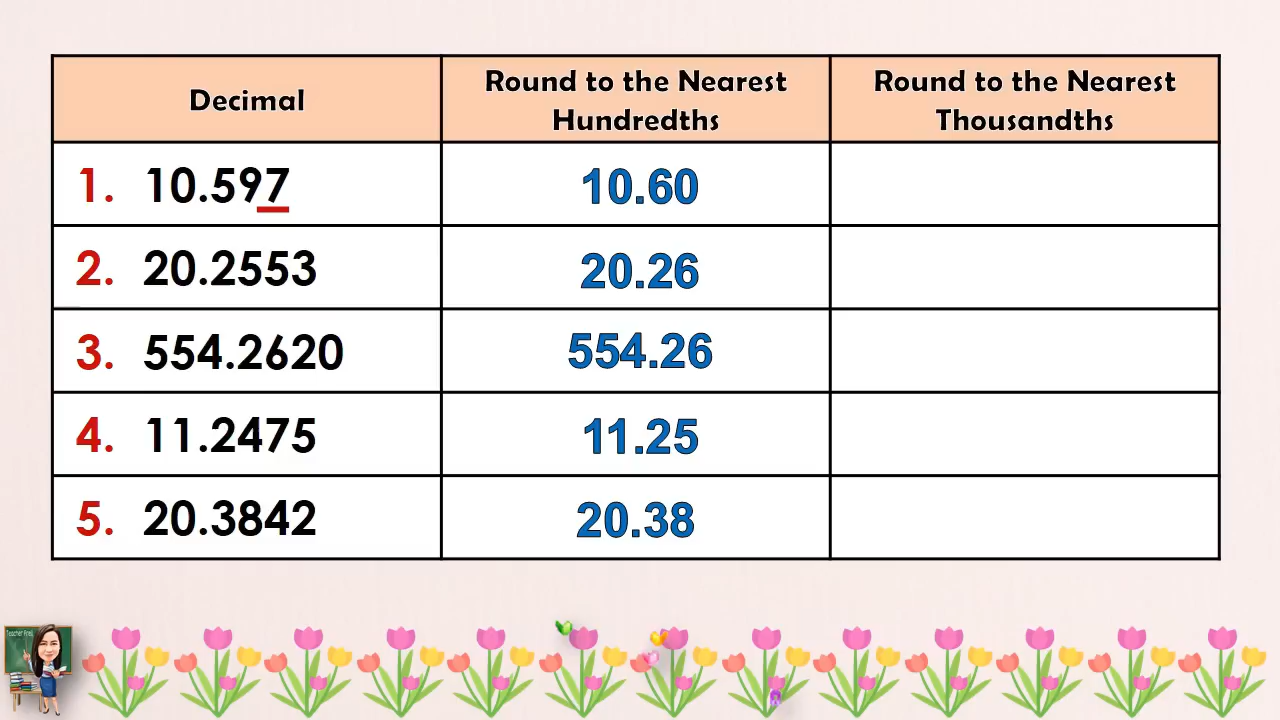 Decimal
Round to the Nearest
Hundredths
Round to the Nearest
Thousandths
1. 10.597
10.60
2. 20.2553
20.26
3. 554.2620
554.26
4. 11.2475
11.25
5. 20.3842
20.38